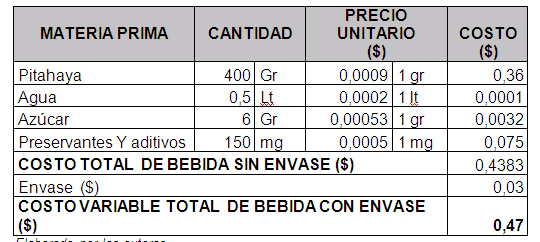 MATERIA PRIMA CANTIDAD PRECIO UNITARIO ($) COSTO ($)
Pitahaya 400 Gr 0,0009 1 gr 0,36
Agua 0,5 Lt 0,0002 1 lt 0,0001
Azúcar 6 Gr 0,00053 1 gr 0,0032
Preservantes Y aditivos 150 mg 0,0005 1 mg 0,075
COSTO TOTAL DE BEBIDA SIN ENVASE ($) 0,4383
Envase ($) 0,03
COSTO VARIABLE TOTAL DE BEBIDA CON ENVASE
($) 0,47
Elaborado por los autores